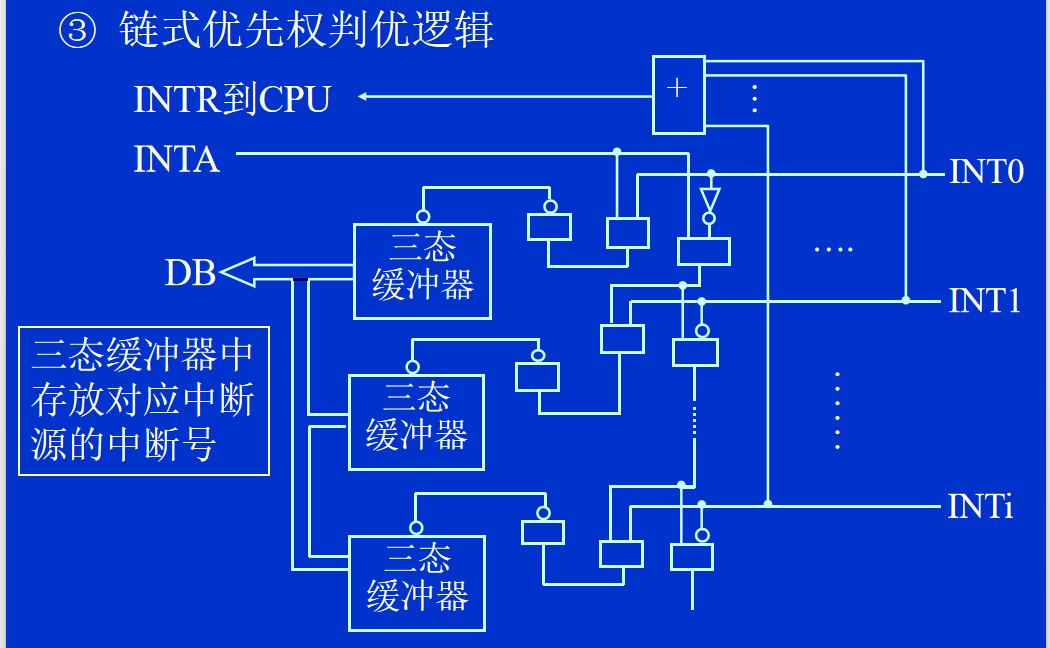 ③ 链式优先权判优逻辑
INTR到CPU
+
⋮
INTA
INT0
三态
缓冲器
DB
····
INT1
三态缓冲器中
存放对应中断
源的中断号
三态
缓冲器
INTi
三态
缓冲器